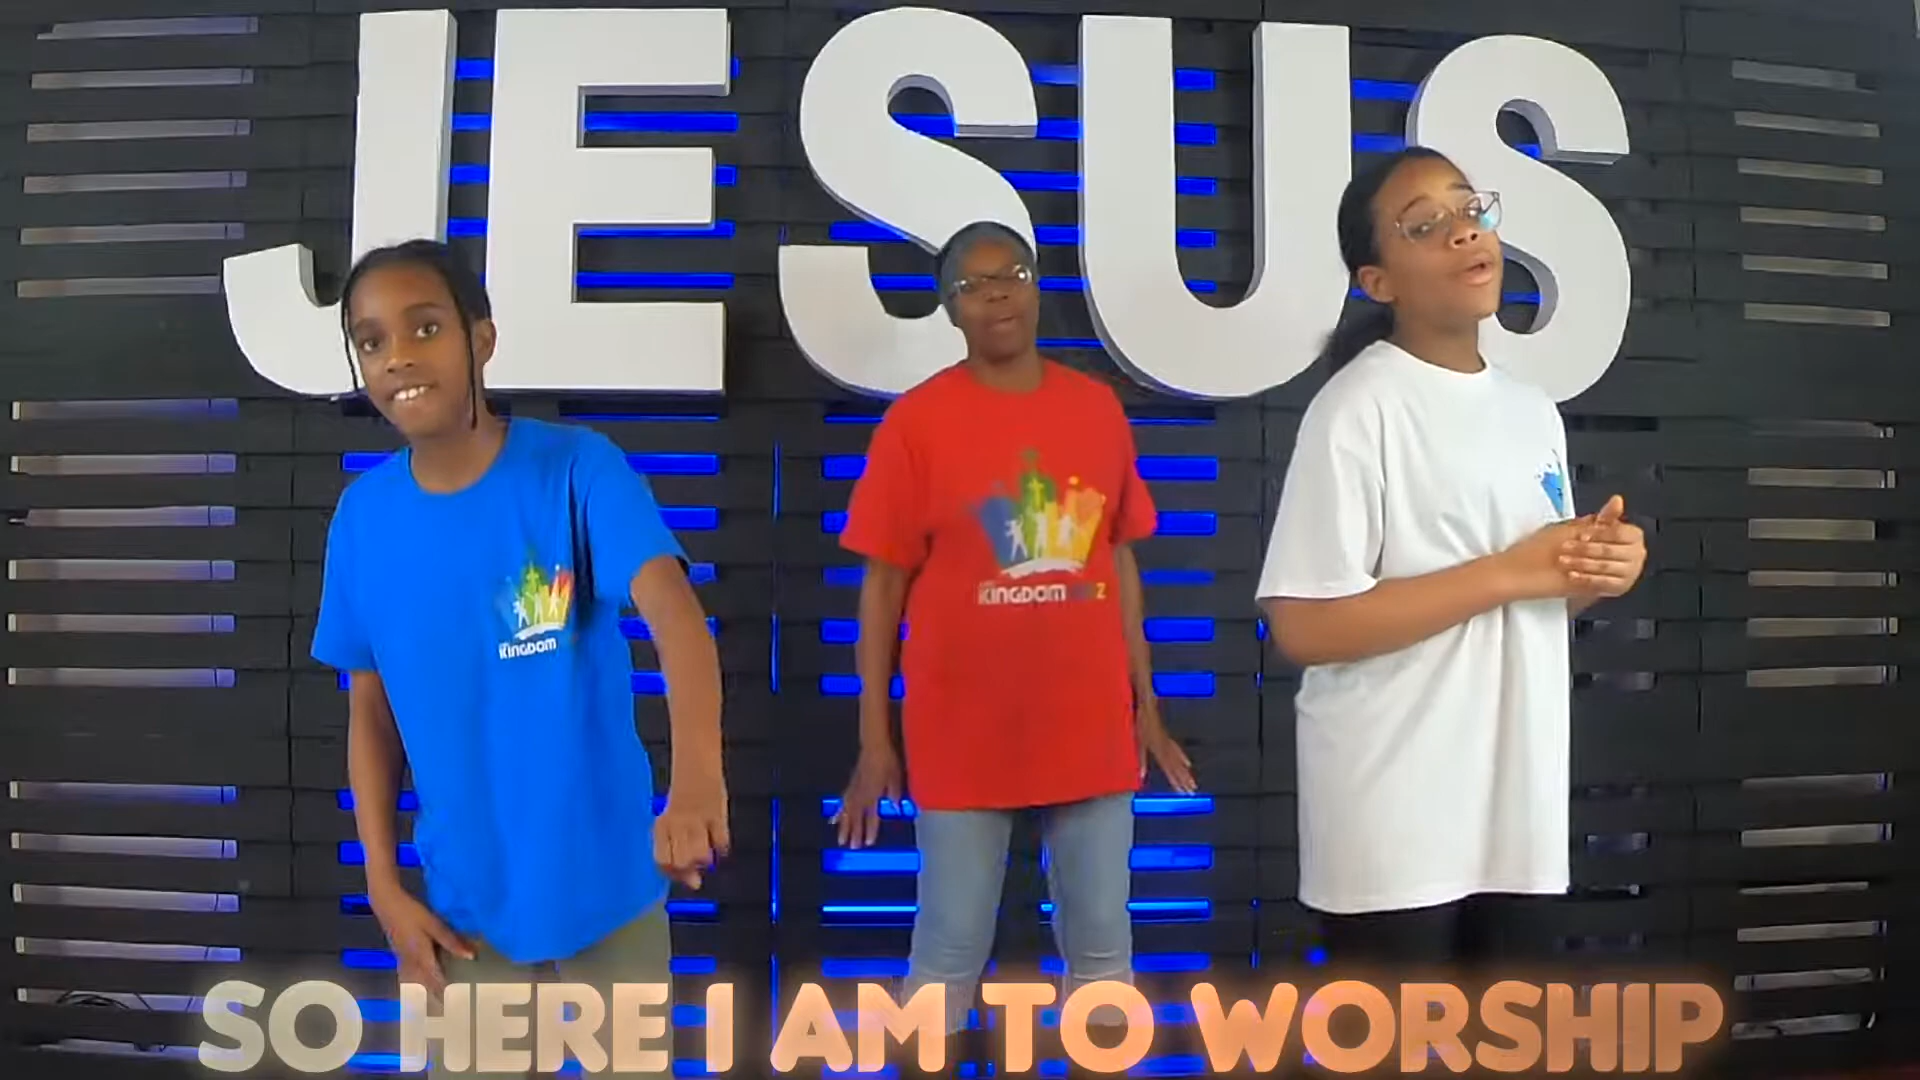 JESUS
KINGDOM
KINGDOM Z
SO HERE I AM TO WORSHIP